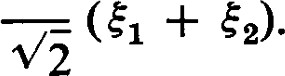 /√2 (ξ₁ + ξ₂).